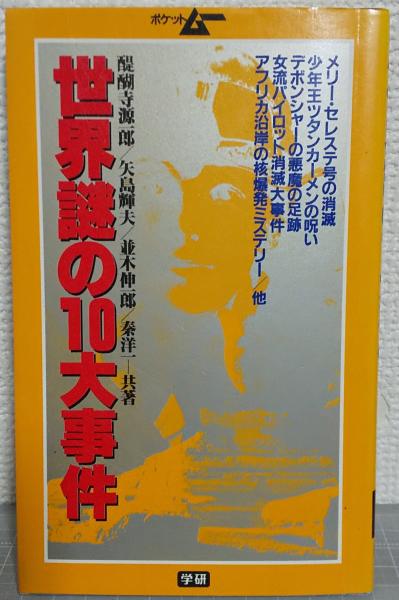 ポケットムー
メリー・セレステ号の消滅
少年王ツタンカーメンの呪い
デボンシャーの悪魔の足跡
女流パイロット消滅大事件
アフリカ沿岸の核爆発ミステリー/他
醍醐寺源一郎/矢島輝夫/並木伸一郎/秦洋一=共著
世界謎の10大事件
学研